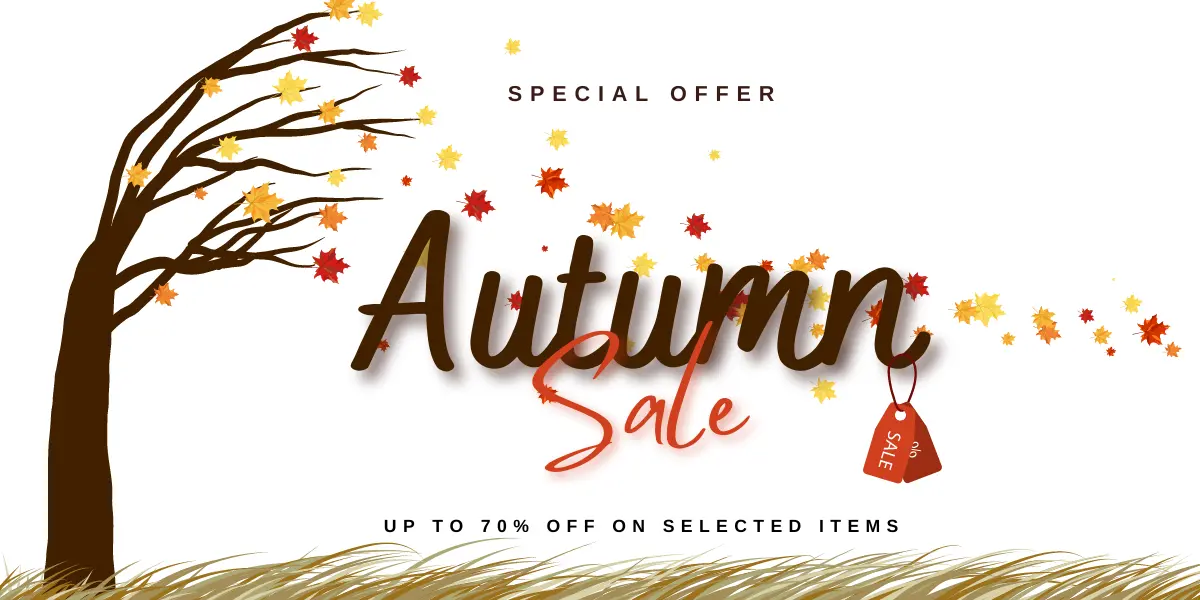 SPECIAL OFFER
Autumn
Sale
SALE
%
UP TO 70% OFF ON SELECTED ITEMS